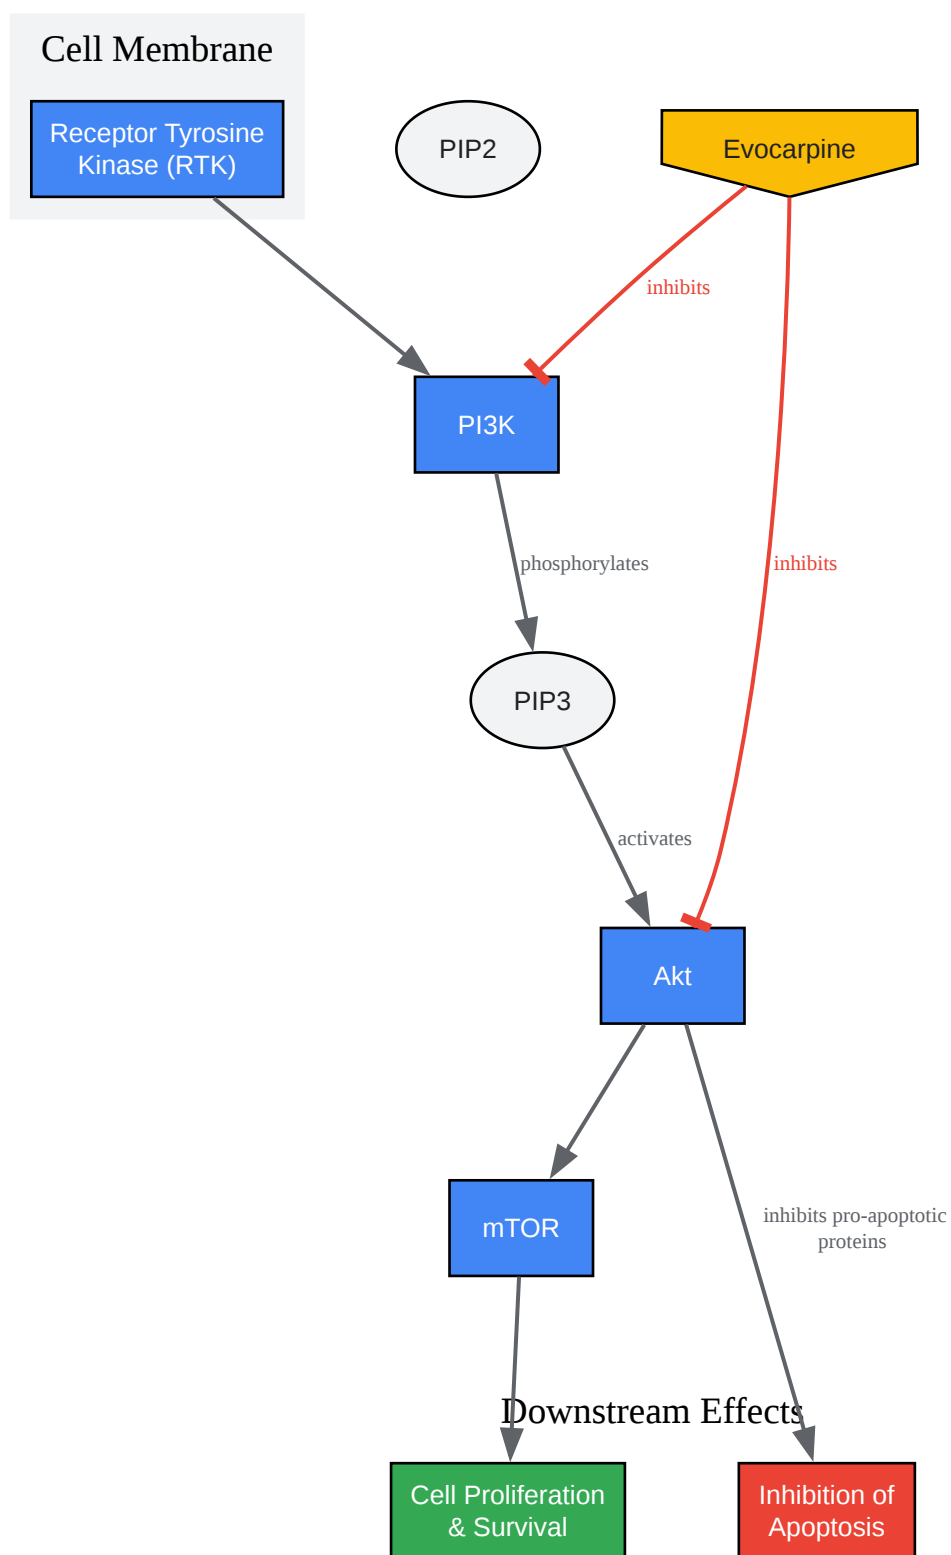 Cell Membrane
Receptor Tyrosine
Kinase (RTK)
PIP2
Evocarpine
inhibits
PI3K
phosphorylates
inhibits
PIP3
activates
Akt
inhibits pro-apoptotic
proteins
mTOR
Downstream Effects
Cell Proliferation
& Survival
Inhibition of
Apoptosis